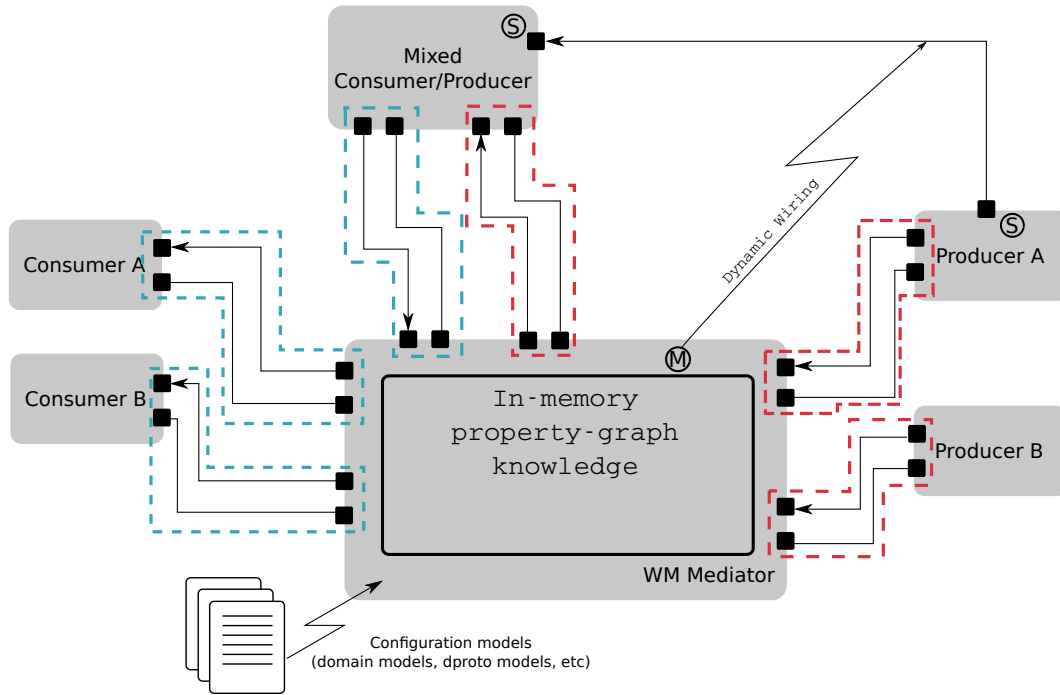 S
Mixed
Consumer/Producer
Dynamic Wiring
S
Consumer A
Producer A
M
Consumer B
In-memory
property-graph
knowledge
Producer B
WM Mediator
Configuration models
(domain models, dproto models, etc)